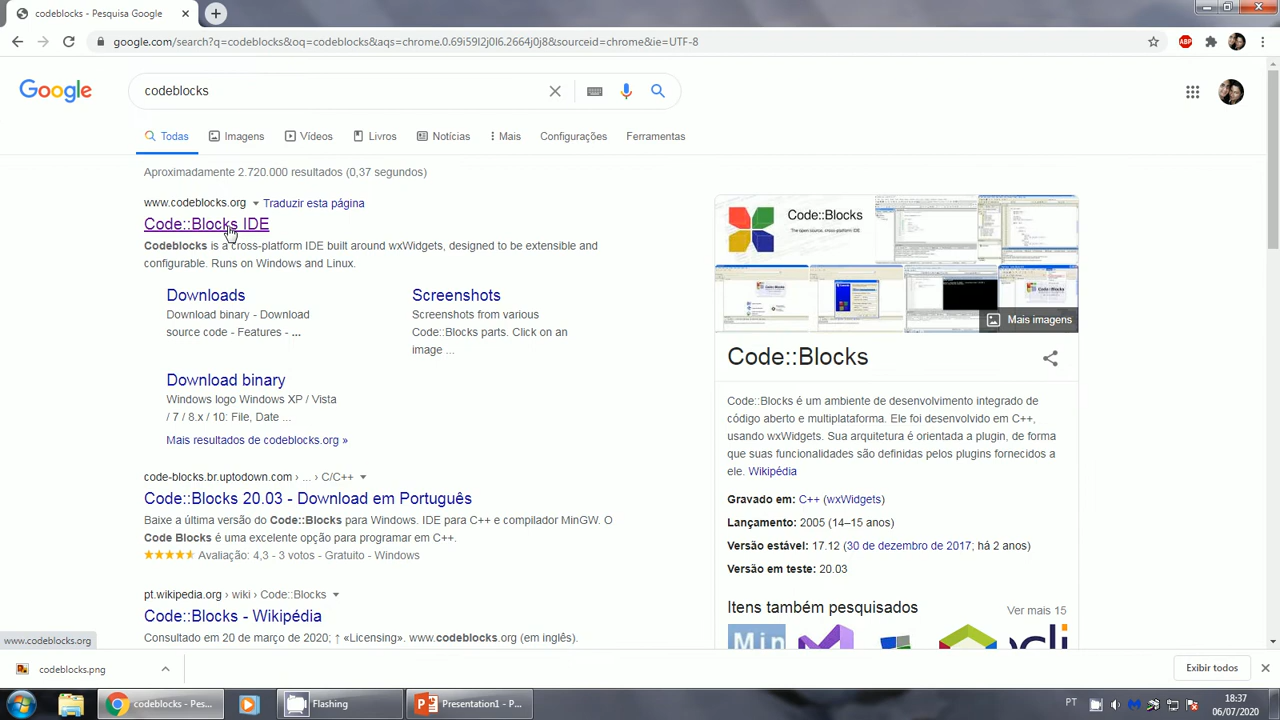 codeblocks - Pesquisa Google
google.com/search?q=codeblocks&oq=codeblocks&aqs=chrome.0.69i59l2j0l6.2664j0j8&sourceid=chrome&ie=UTF-8
ABP
Google
codeblocks
Todas
Imagens
Vídeos
Livros
Notícias
Mais
Configurações
Ferramentas
Aproximadamente 2.720.000 resultados (0,37 segundos)
www.codeblocks.org
esta página
Code::Blocks IDE
Codeblocks is a cross-platform IDE built around wxWidgets, designed to be extensible and
configurable. Runs on Windows
Downloads
Download binary - Download
source code - Features - ...
Screenshots
Screenshots from various
Code::Blocks parts. Click on an
image ...
Download binary
Windows logo Windows XP / Vista
/ 7 / 8.x / 10: File, Date ...
Mais resultados de codeblocks.org »
code-blocks.br.uptodown.com › ... › C/C++
Code::Blocks 20.03 - Download em Português
Baixe a última versão do Code::Blocks para Windows. IDE para C++ e compilador MinGW. O
Code Blocks é uma excelente opção para programar em C++.
Avaliação: 4,3 - 3 votos - Gratuito - Windows
pt.wikipedia.org › wiki › Code::Blocks
Code::Blocks - Wikipédia
Consultado em 20 de março de 2020; ↑ «Licensing». www.codeblocks.org (em inglês).
Code::Blocks
The open source, cross platform IDE
Mais imagens
Code::Blocks
Code::Blocks é um ambiente de desenvolvimento integrado de
código aberto e multiplataforma. Ele foi desenvolvido em C++,
usando wxWidgets. Sua arquitetura é orientada a plugin, de forma
que suas funcionalidades são definidas pelos plugins fornecidos a
ele. Wikipédia
Gravado em: C++ (wxWidgets)
Lançamento: 2005 (14–15 anos)
Versão estável: 17.12 (30 de dezembro de 2017; há 2 anos)
Versão em teste: 20.03
Itens também pesquisados
Ver mais 15
Min
cli
www.codeblocks.org
codeblocks.png
Exibir todos
codeblocks - Pes...
Flashing
Presentation1 - P...
PT
18:37
06/07/2020